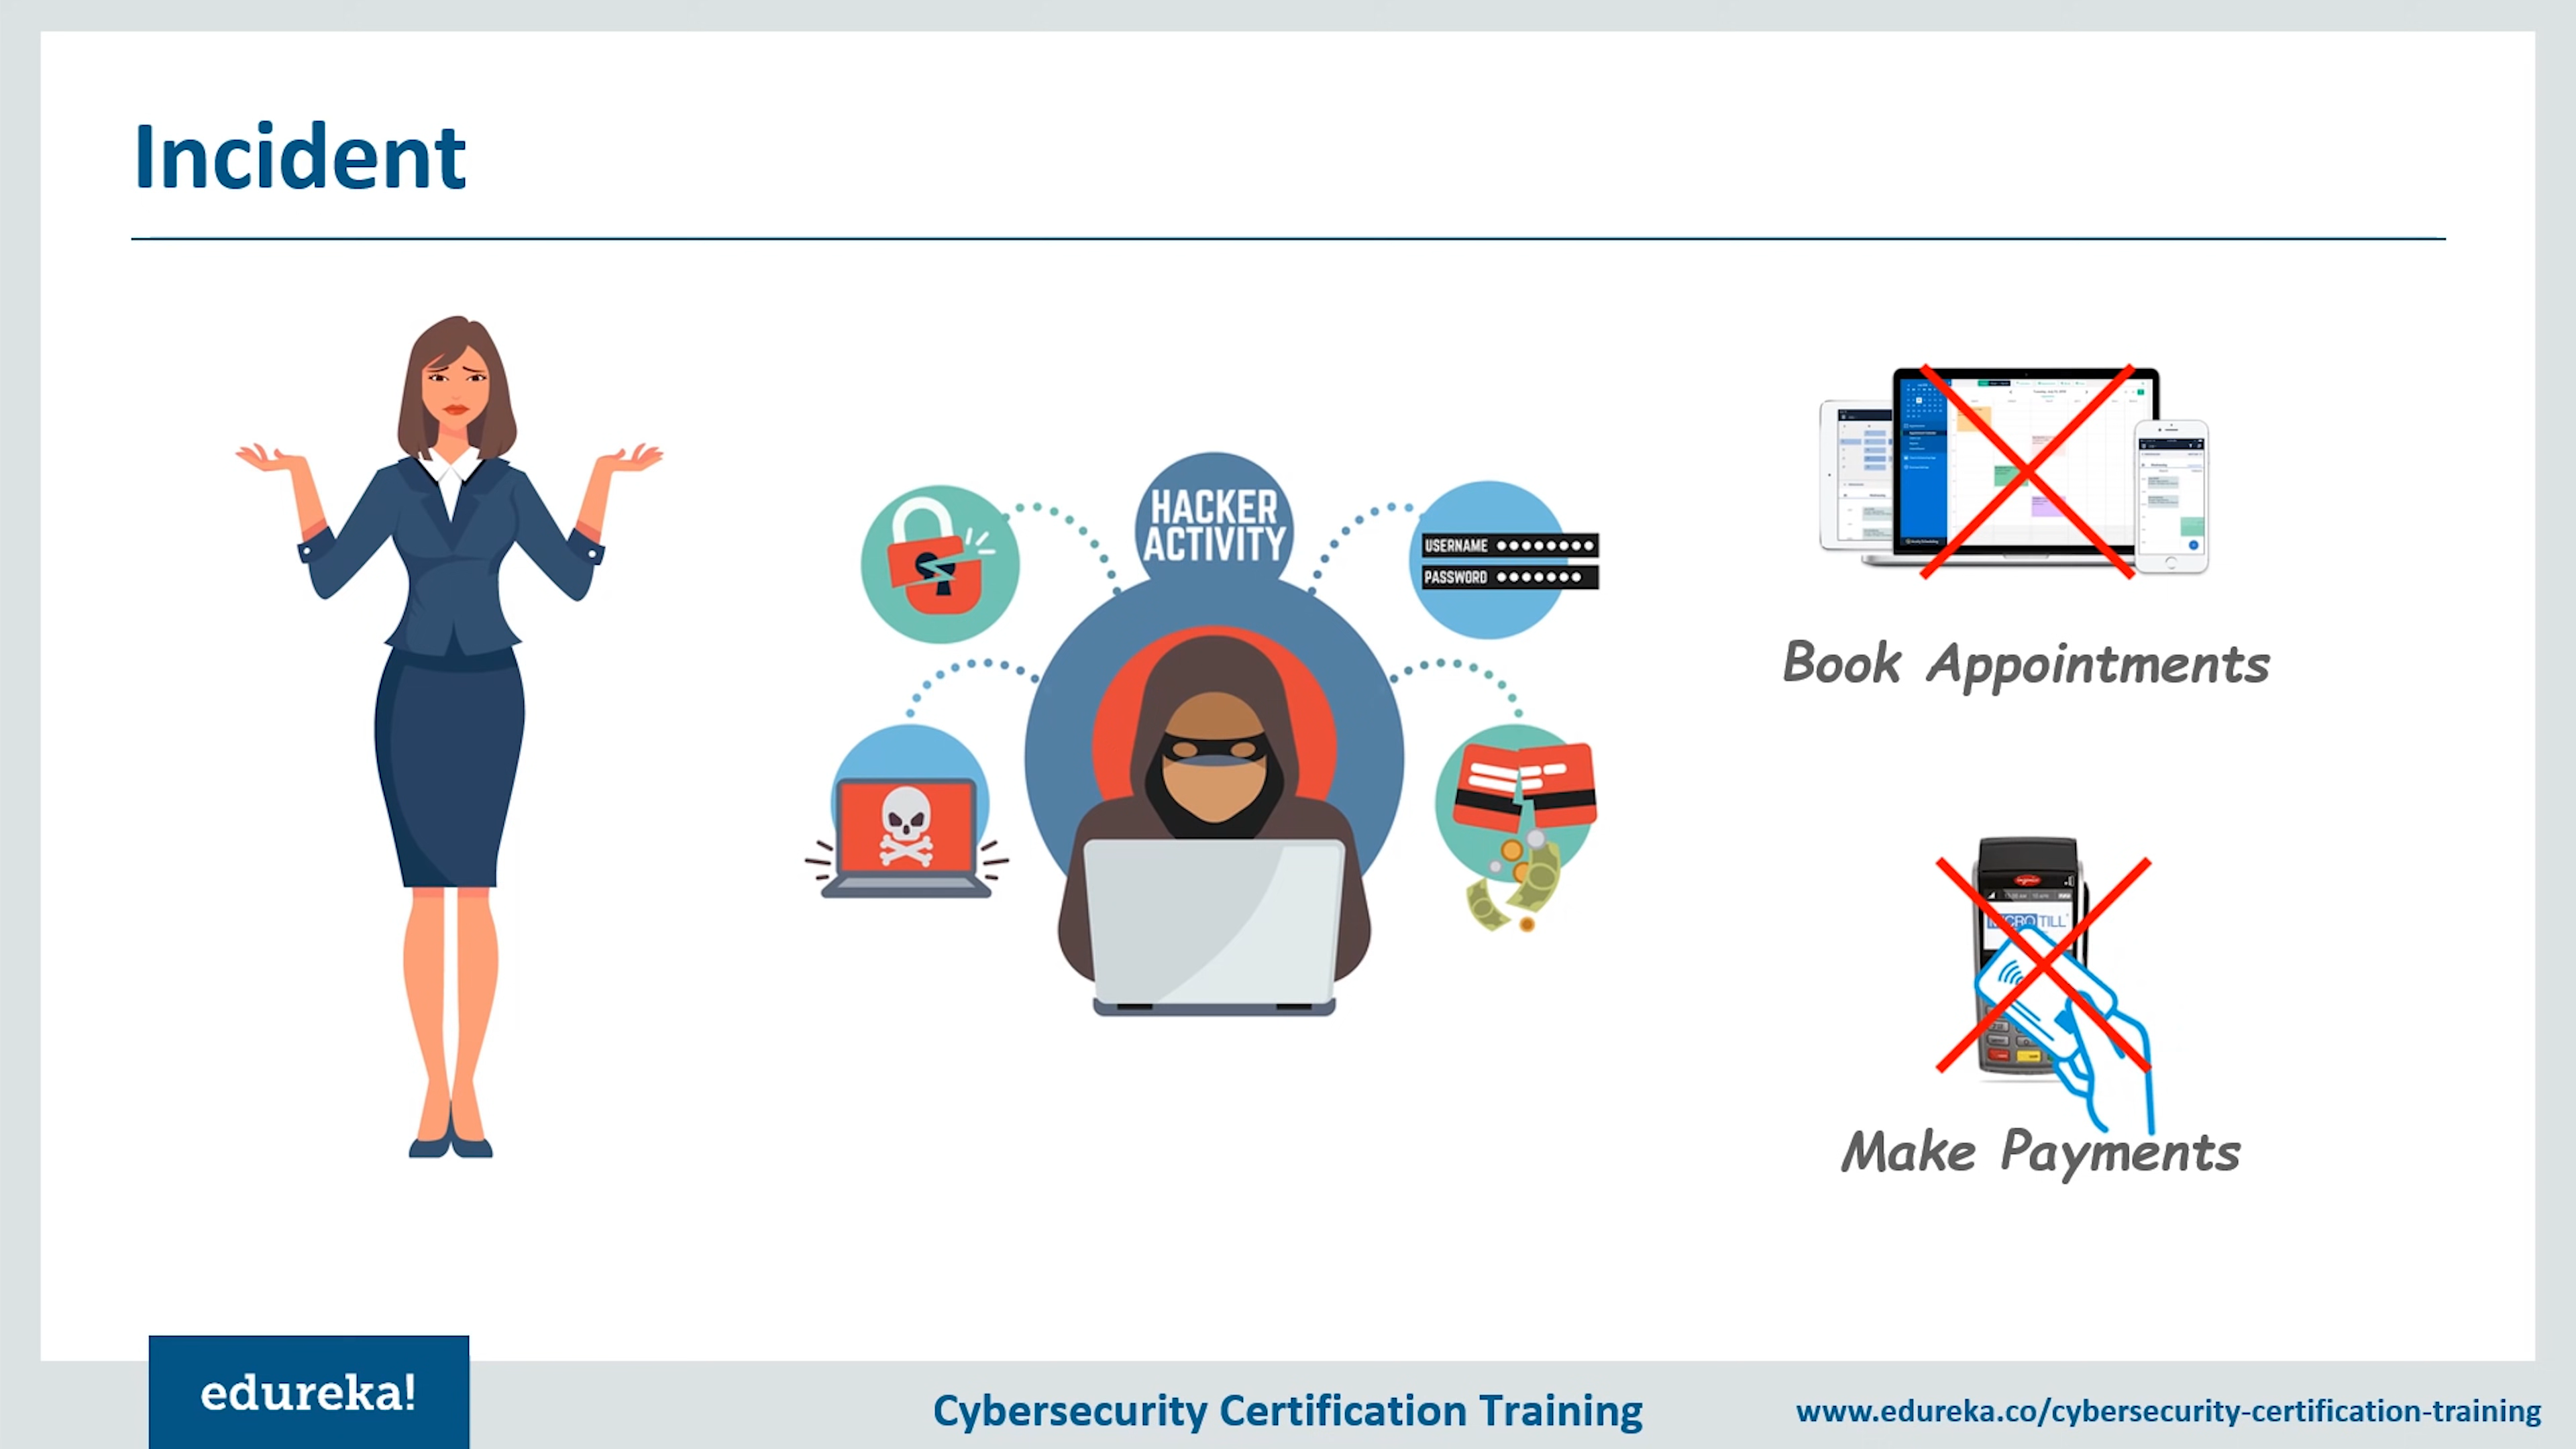 Incident
HACKER
ACTIVITY
USERNAME
PASSWORD
Book Appointments
TILL
Make Payments
edureka!
Cybersecurity Certification Training
www.edureka.co/cybersecurity-certification-training